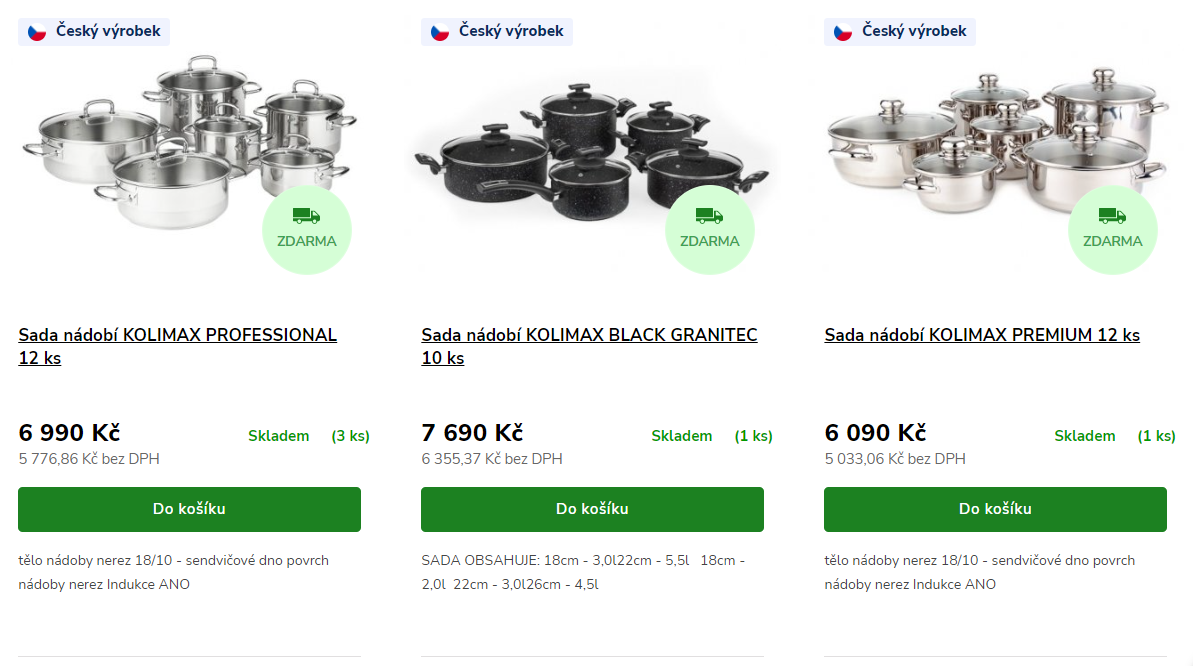 Český výrobek
ZDARMA
Sada nádobí KOLIMAX PROFESSIONAL
12 ks
6 990 Kč
Skladem (3 ks)
5 776,86 Kč bez DPH
Do košíku
tělo nádoby nerez 18/10 - sendvičové dno povrch
nádoby nerez Indukce ANO
Český výrobek
ZDARMA
Sada nádobí KOLIMAX BLACK GRANITEC
10 ks
7 690 Kč
Skladem (1 ks)
6 355,37 Kč bez DPH
Do košíku
SADA OBSAHUJE: 18cm - 3,0l22cm - 5,5l 18cm -
2,0l 22cm - 3,0l26cm - 4,5l
Český výrobek
ZDARMA
Sada nádobí KOLIMAX PREMIUM 12 ks
6 090 Kč
Skladem (1 ks)
5 033,06 Kč bez DPH
Do košíku
tělo nádoby nerez 18/10 - sendvičové dno povrch
nádoby nerez Indukce ANO